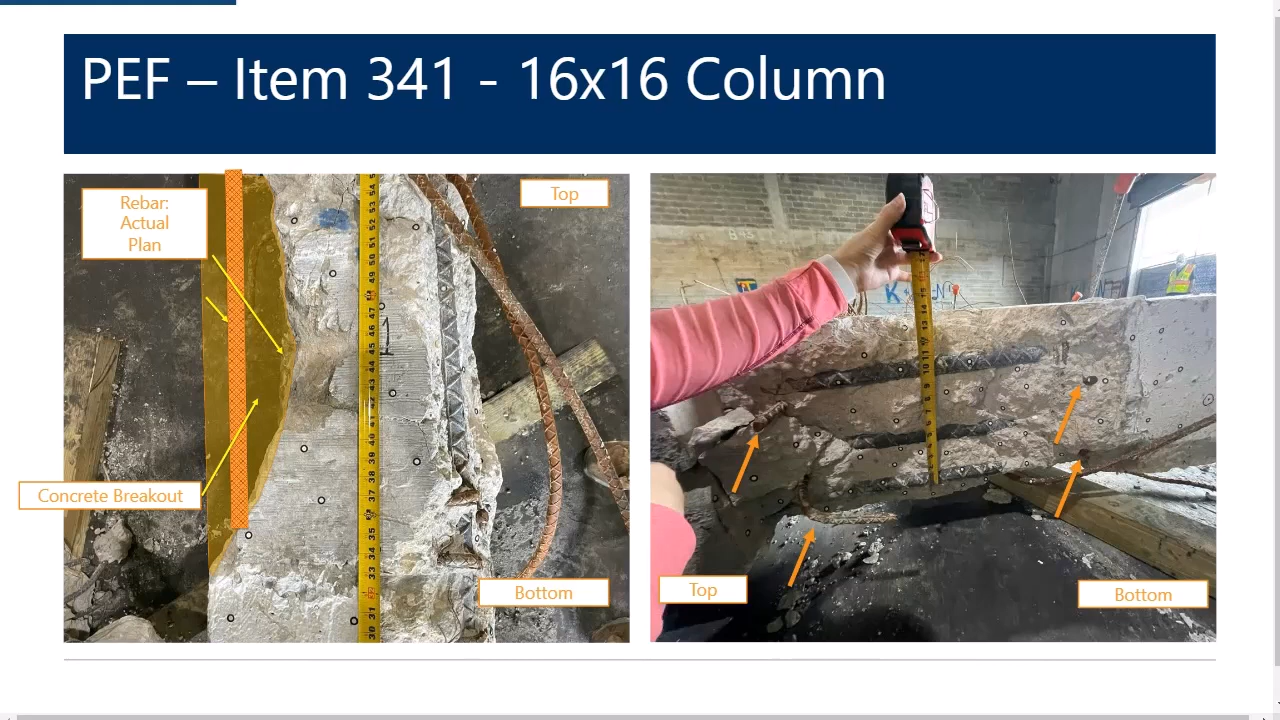 PEF – Item 341 - 16x16 Column
Rebar:
Actual
Plan
Top
Concrete Breakout
Bottom
Top
Bottom